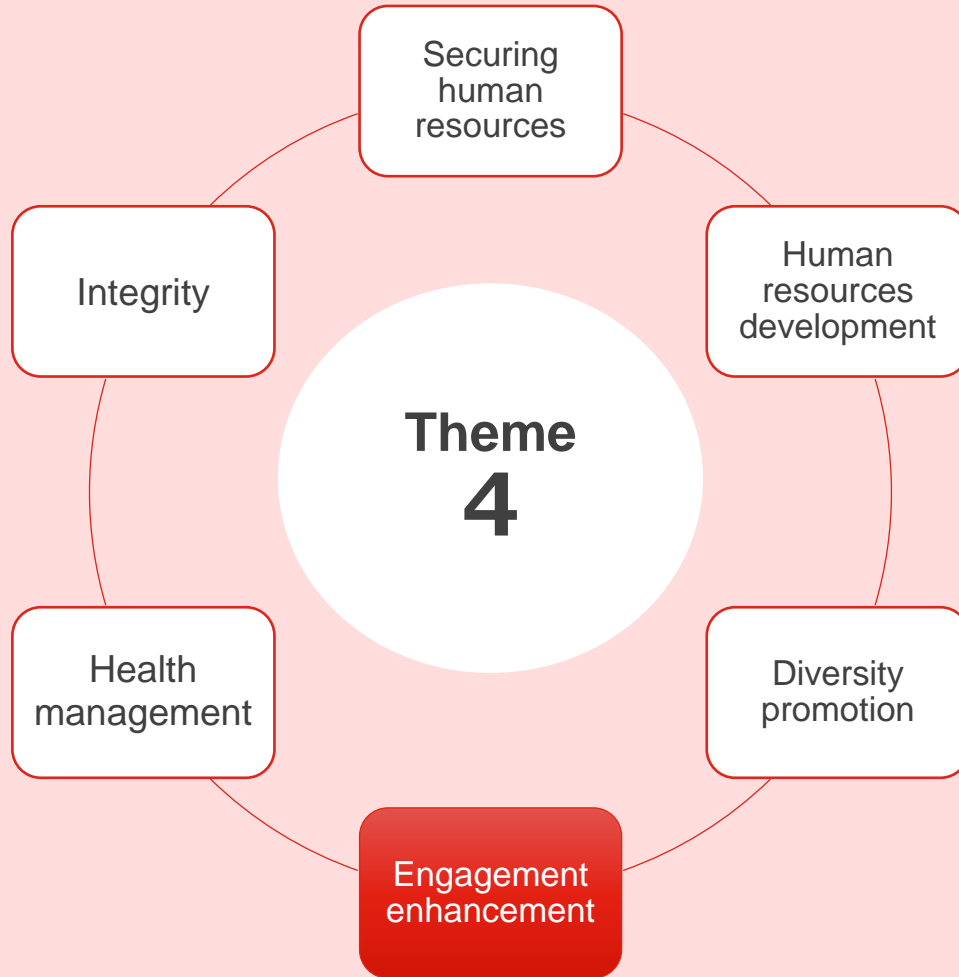 Securing
human
resources
Integrity
Human
resources
development
Theme
4
Health
management
Diversity
promotion
Engagement
enhancement